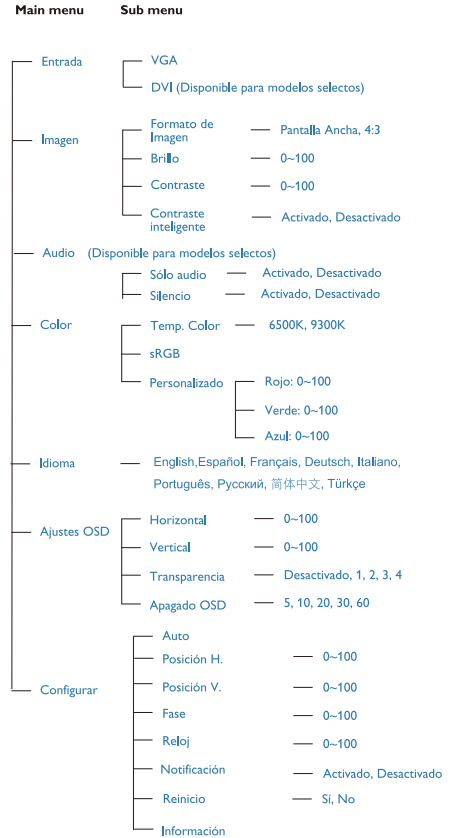 Main menu Sub menu
Entrada VGA
DVI (Disponible para modelos selectos)
Imagen
Formato de Imagen Pantalla Ancha, 4:3
Brillo 0~100
Contraste 0~100
Contraste inteligente Activado, Desactivado
Audio (Disponible para modelos selectos)
Sólo audio Activado, Desactivado
Silencio Activado, Desactivado
Color Temp. Color 6500K, 9300K
sRGB
Personalizado Rojo: 0~100
Verde: 0~100
Azul: 0~100
Idioma English,Español, Français, Deutsch, Italiano,
Português, Русский, 简体中文, Türkçe
Ajustes OSD
Horizontal 0~100
Vertical 0~100
Transparencia Desactivado, 1, 2, 3, 4
Apagado OSD 5, 10, 20, 30, 60
Configurar
Auto
Posición H. 0~100
Posición V. 0~100
Fase 0~100
Reloj 0~100
Notificación Activado, Desactivado
Reinicio Sí, No
Información